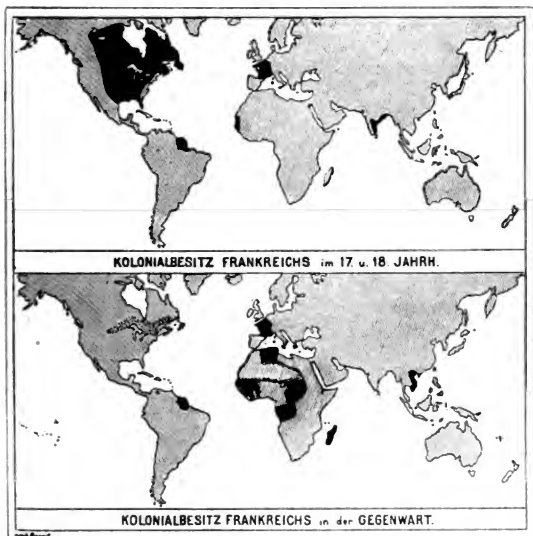 KOLONIALBESITZ FRANKREICHS im 17. u. 18. JAHRH.
KOLONIALBESITZ FRANKREICHS in der GEGENWART.